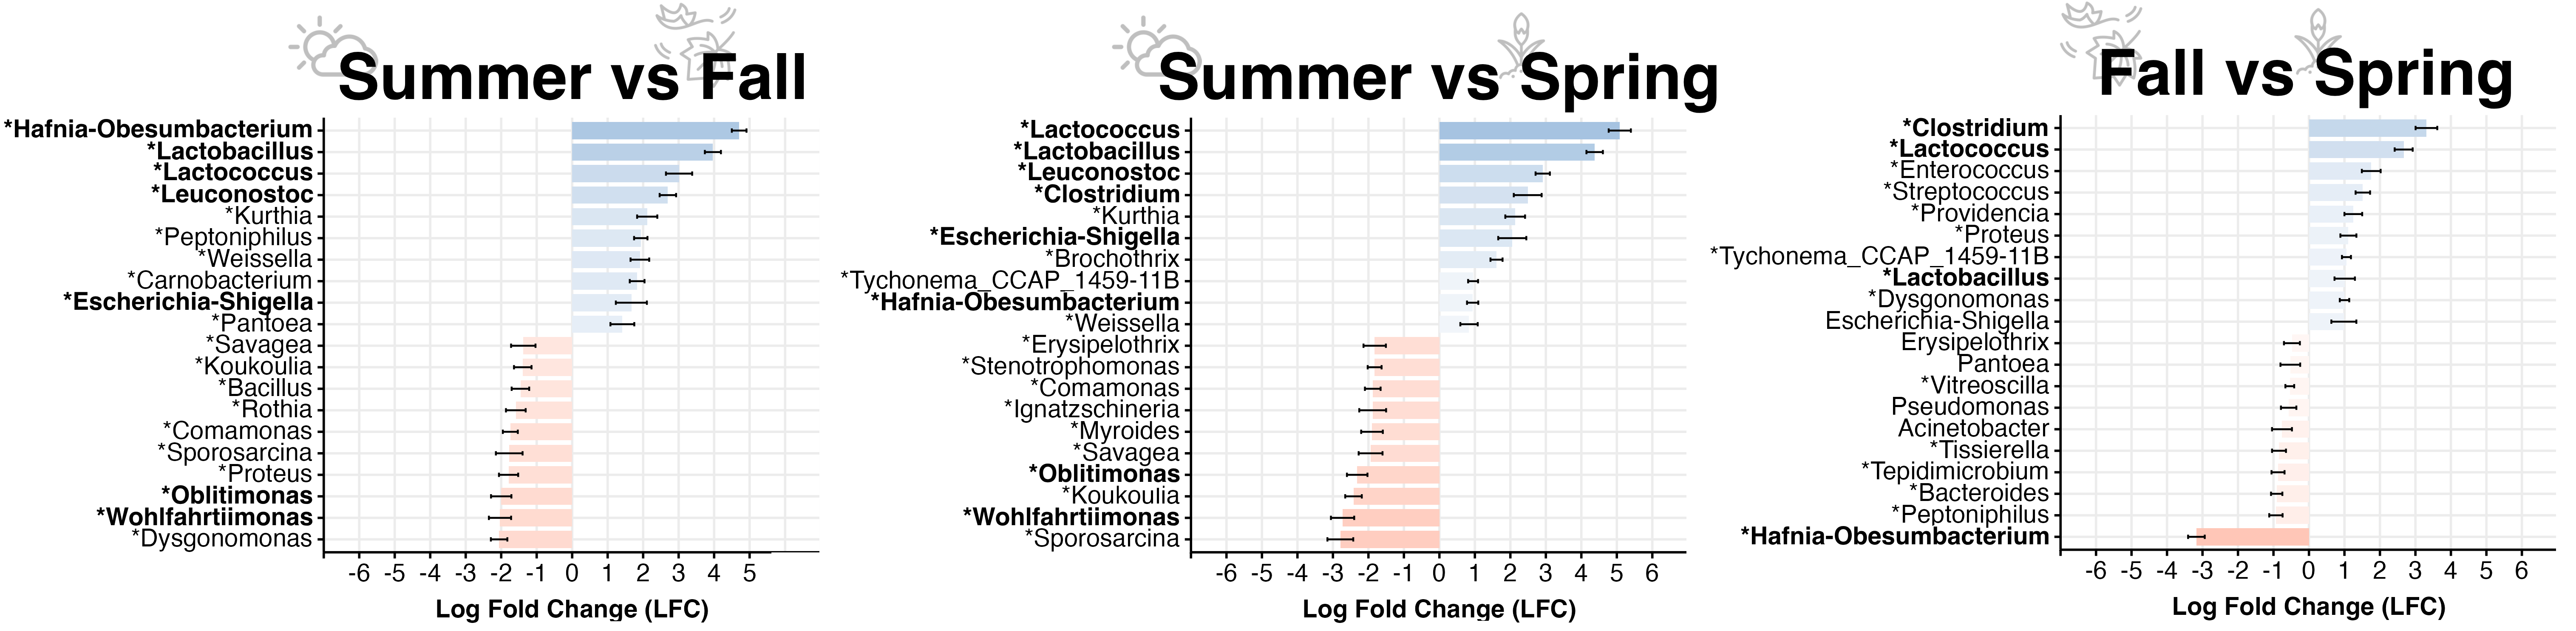 Summer vs Fall
*Hafnia-Obesumbacterium
*Lactobacillus
*Lactococcus
*Leuconostoc
*Kurthia
*Peptoniphilus
*Weissella
*Carnobacterium
*Escherichia-Shigella
*Pantoea
*Savagea
*Koukoulia
*Bacillus
*Rothia
*Comamonas
*Sporosarcina
*Proteus
*Oblitimonas
*Wohlfahrtiimonas
*Dysgonomonas
-6 -5 -4 -3 -2 -1 0 1 2 3 4 5
Log Fold Change (LFC)
Summer vs Spring
*Lactococcus
*Lactobacillus
*Leuconostoc
*Clostridium
*Kurthia
*Escherichia-Shigella
*Brochothrix
*Tychonema_CCAP_1459-11B
*Hafnia-Obesumbacterium
*Weissella
*Erysipelothrix
*Stenotrophomonas
*Comamonas
*Ignatzschineria
*Myroides
*Savagea
*Oblitimonas
*Koukoulia
*Wohlfahrtiimonas
*Sporosarcina
-6 -5 -4 -3 -2 -1 0 1 2 3 4 5 6
Log Fold Change (LFC)
Fall vs Spring
*Clostridium
*Lactococcus
*Enterococcus
*Streptococcus
*Providencia
*Proteus
*Tychonema_CCAP_1459-11B
*Lactobacillus
*Dysgonomonas
Escherichia-Shigella
Erysipelothrix
Pantoea
*Vitreoscilla
Pseudomonas
Acinetobacter
*Tissierella
*Tepidimicrobium
*Bacteroides
*Peptoniphilus
*Hafnia-Obesumbacterium
-6 -5 -4 -3 -2 -1 0 1 2 3 4 5 6
Log Fold Change (LFC)